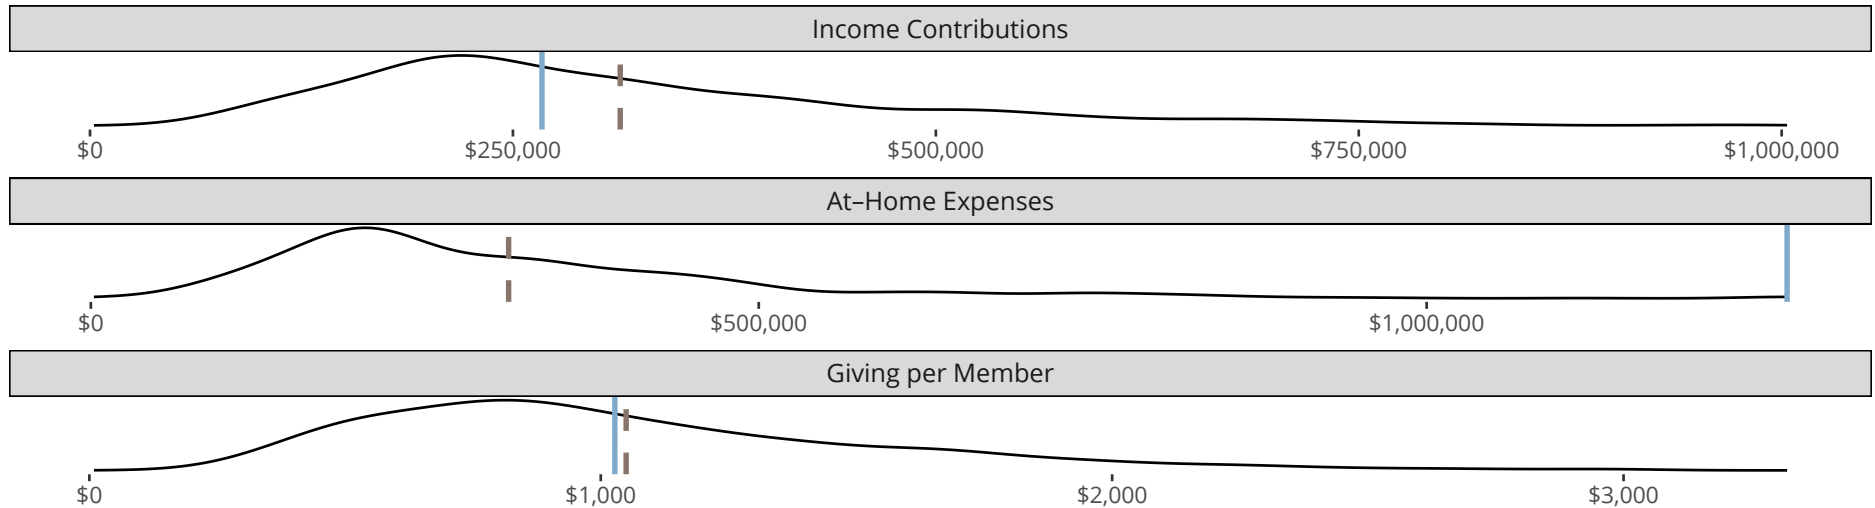 Income Contributions
$0 $250,000 $500,000 $750,000 $1,000,000
At–Home Expenses
$0 $500,000 $1,000,000
Giving per Member
$0 $1,000 $2,000 $3,000